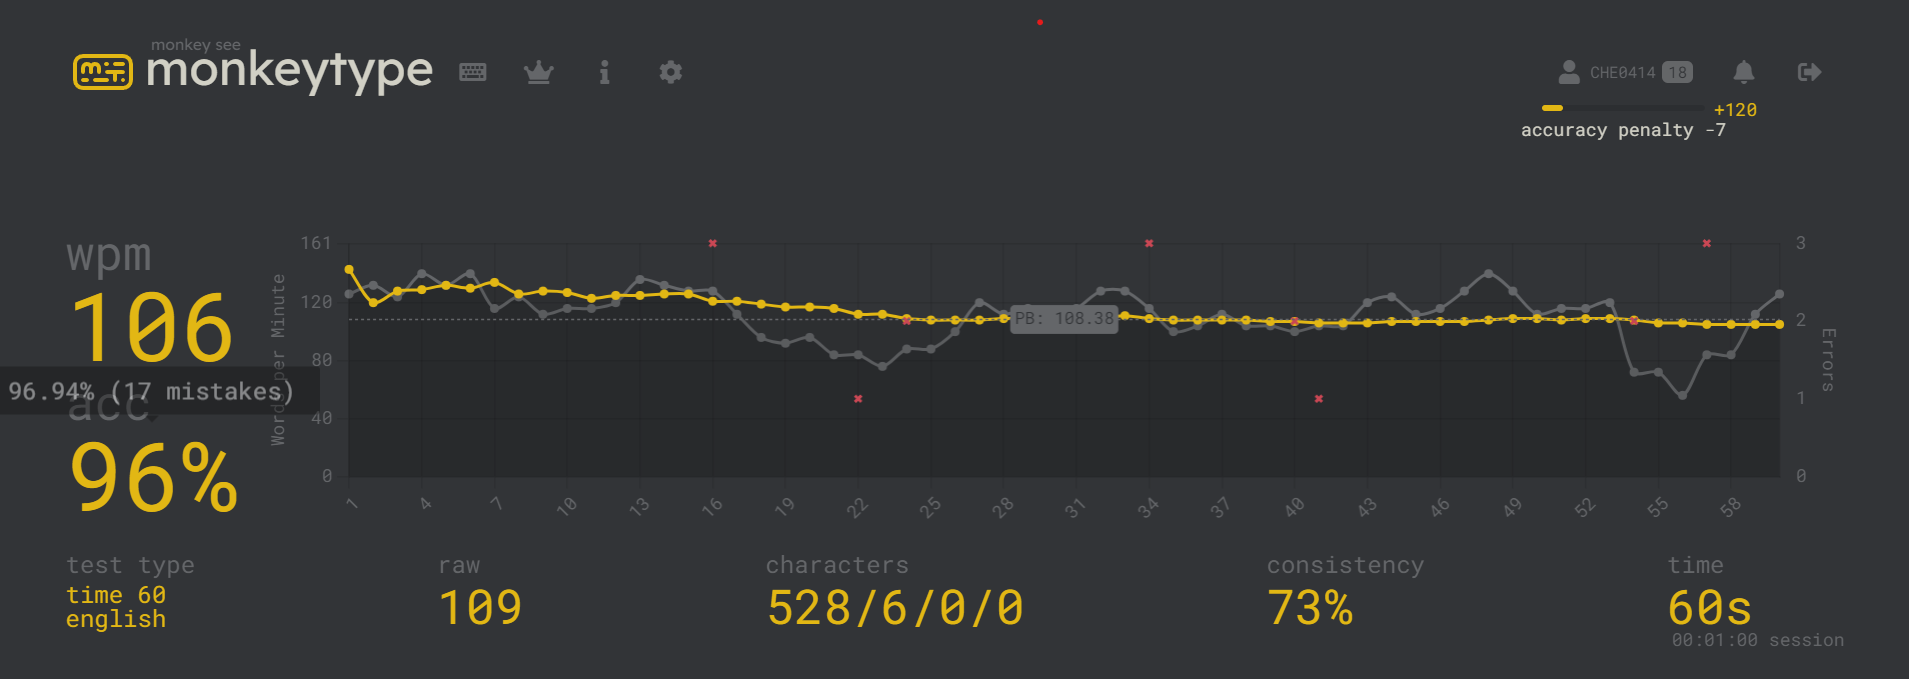 monkey see
monkeytype
CHE0414 18
+120
accuracy penalty -7
wpm
106
96.94% (17 mistakes)
acc
96%
Words per Minute
161
120
80
40
0
PB: 108.38
3
2
1
0
Errors
1 4 7 10 13 16 19 22 25 28 31 34 37 40 43 46 49 52 55 58
test type
time 60
english
raw
109
characters
528/6/0/0
consistency
73%
time
60s
00:01:00 session